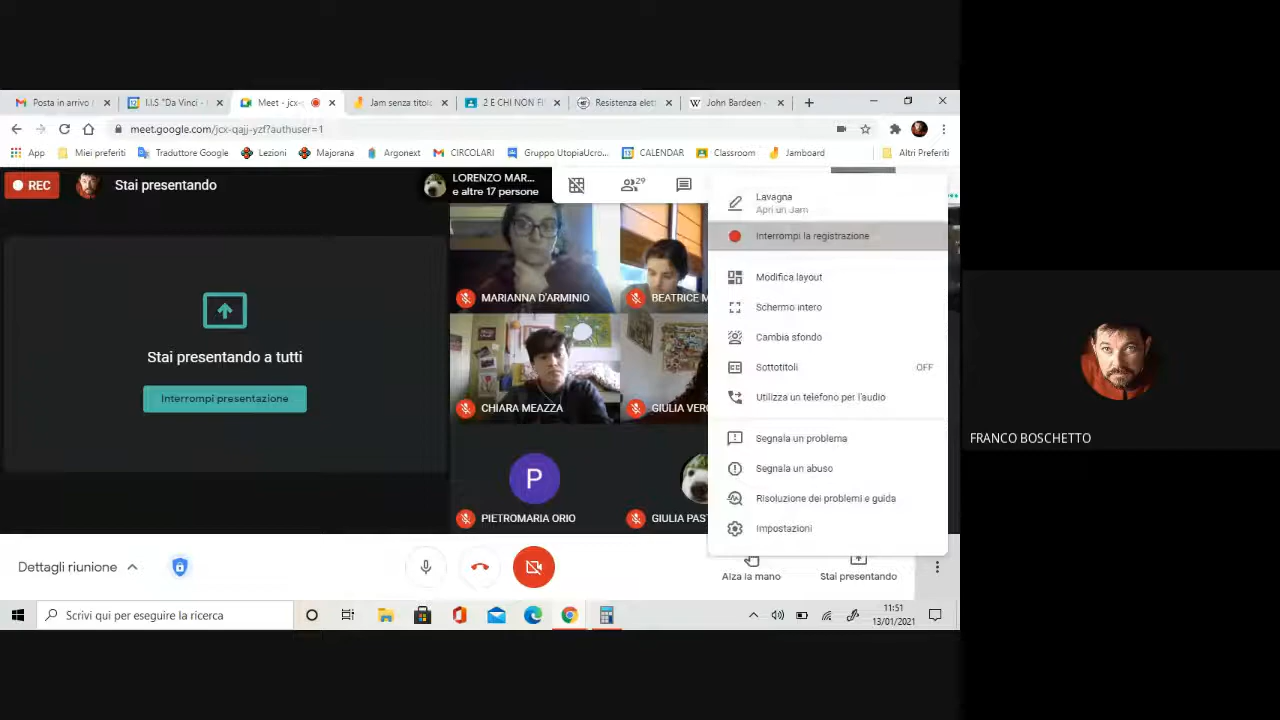 Posta in arrivo
I.I.S "Da Vinci -
Meet - jcx-
Jam senza titolo
2 E CHI NON FI
Resistenza elet
John Bardeen -
meet.google.com/jcx-qajj-yzf?authuser=1
App
Miei preferiti
Traduttore Google
Lezioni
Majorana
Argonext
CIRCOLARI
Gruppo UtopiaUcro...
CALENDAR
Classroom
Jamboard
Altri Preferiti
REC
Stai presentando
LORENZO MAR...
e altre 17 persone
29
Lavagna
Apri un Jam
Interrompi la registrazione
Modifica layout
Schermo intero
Cambia sfondo
Sottotitoli OFF
Utilizza un telefono per l'audio
Segnala un problema
Segnala un abuso
Risoluzione dei problemi e guida
Impostazioni
Stai presentando a tutti
Interrompi presentazione
MARIANNA D'ARMINIO
BEATRICE M
CHIARA MEAZZA
GIULIA VERO
P
PIETROMARIA ORIO
GIULIA PAST
FRANCO BOSCHETTO
Dettagli riunione
Alza la mano
Stai presentando
Scrivi qui per eseguire la ricerca
11:51
13/01/2021